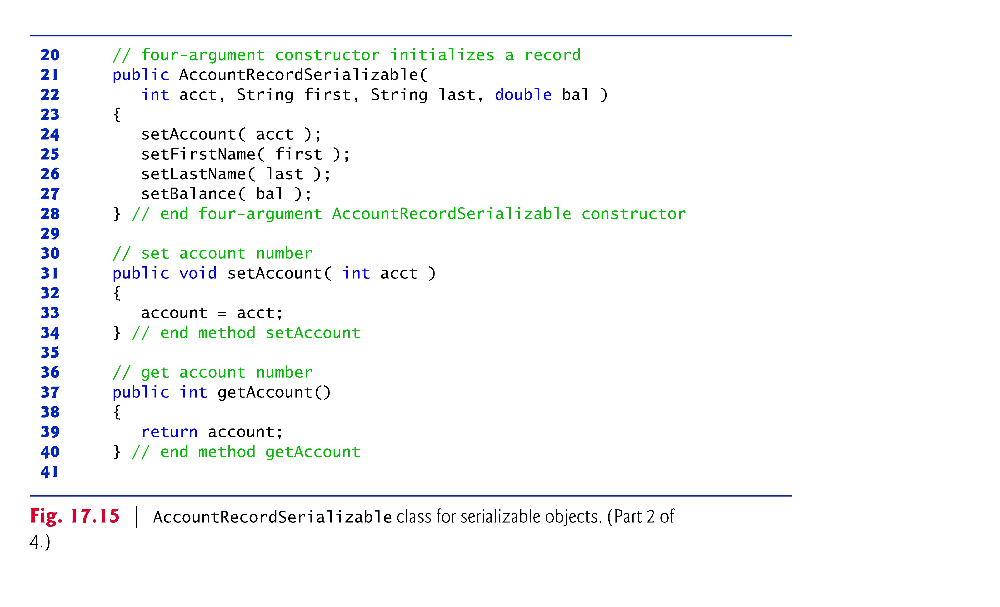 20 // four-argument constructor initializes a record
21 public AccountRecordSerializable(
22 int acct, String first, String last, double bal )
23 {
24 setAccount( acct );
25 setFirstName( first );
26 setLastName( last );
27 setBalance( bal );
28 } // end four-argument AccountRecordSerializable constructor
29
30 // set account number
31 public void setAccount( int acct )
32 {
33 account = acct;
34 } // end method setAccount
35
36 // get account number
37 public int getAccount()
38 {
39 return account;
40 } // end method getAccount
41
Fig. 17.15 | AccountRecordSerializable class for serializable objects. (Part 2 of
4.)